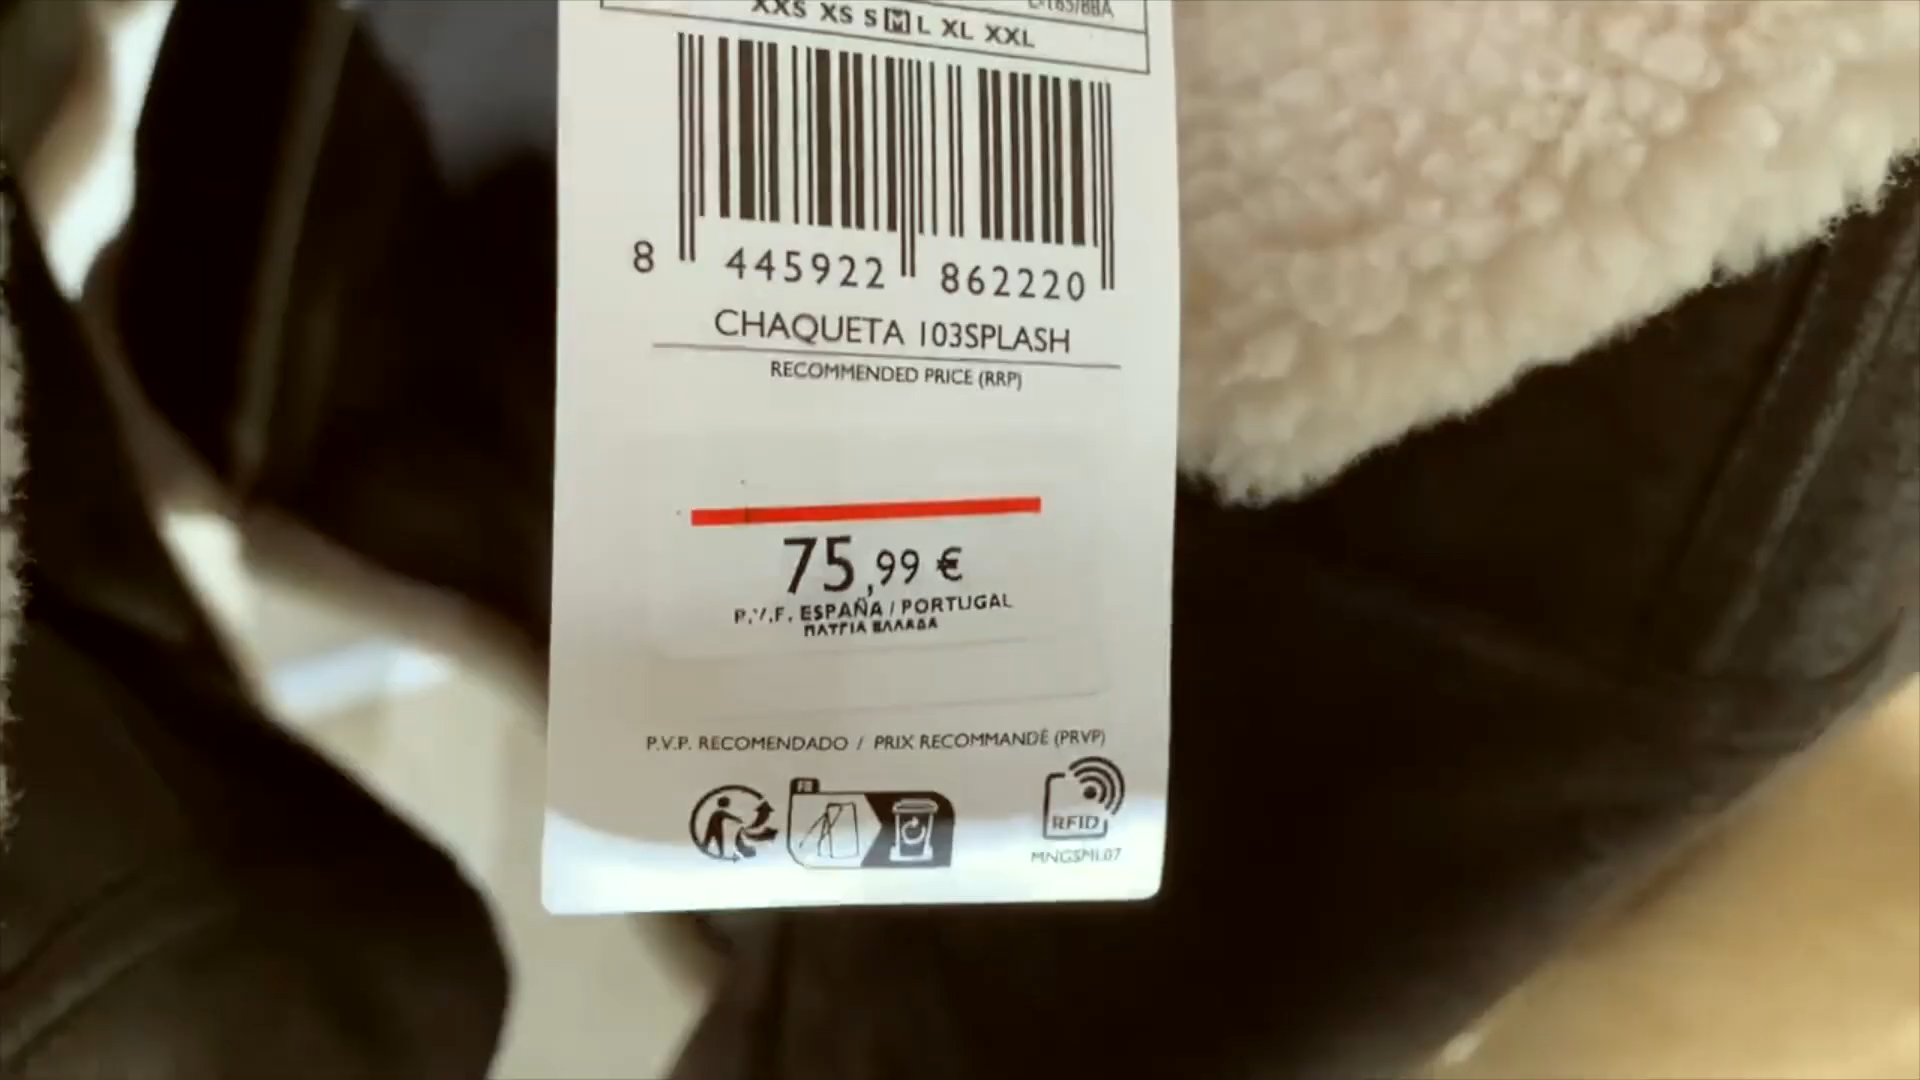 XXS XS S M L XL XXL
8 445922 862220
CHAQUETA 103SPLASH
RECOMMENDED PRICE (RRP)
75,99 €
ESPAÑA / PORTUGAL
P.V.P. RECOMENDADO / PRIX RECOMMANDÉ (PRVP)
FR
RFID